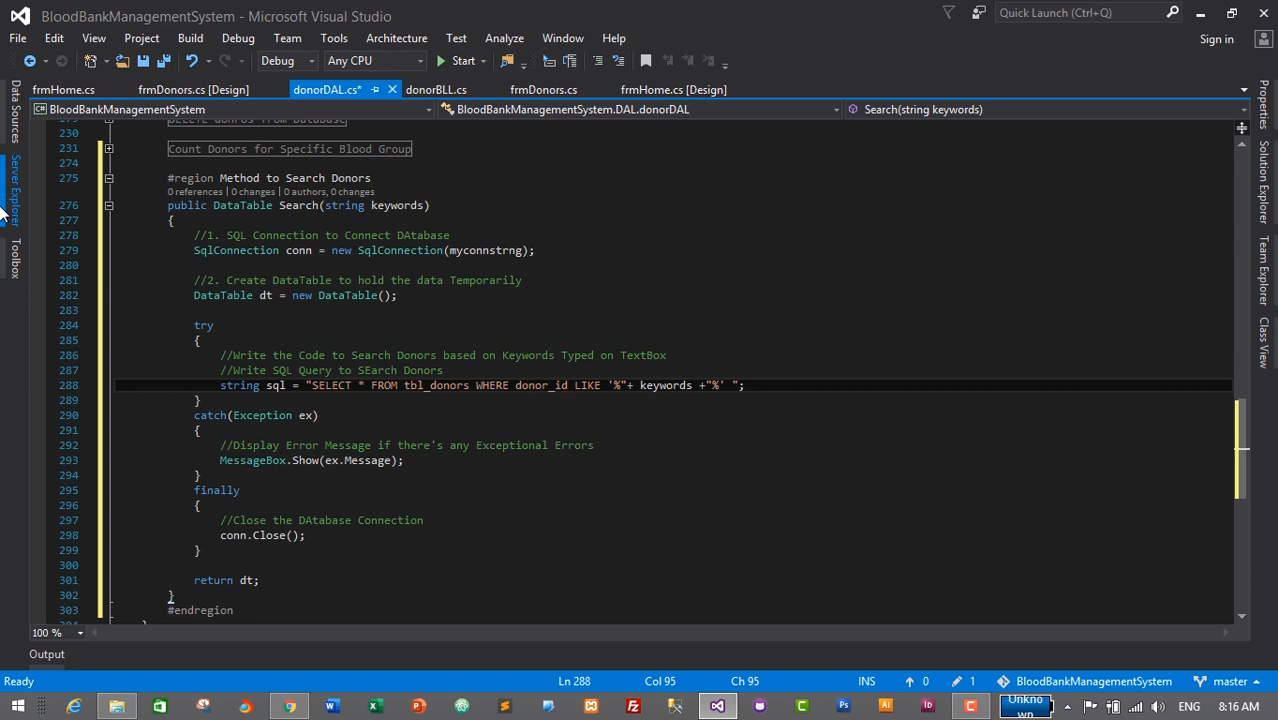 BloodBankManagementSystem - Microsoft Visual Studio
Quick Launch (Ctrl+Q)
File Edit View Project Build Debug Team Tools Architecture Test Analyze Window Help
Sign in
Debug Any CPU Start
frmHome.cs frmDonors.cs [Design] donorDAL.cs* donorBLL.cs frmDonors.cs frmHome.cs [Design]
BloodBankManagementSystem BloodBankManagementSystem.DAL.donorDAL Search(string keywords)
Data Sources
Server Explorer
Toolbox
230
231 Count Donors for Specific Blood Group
274
275 #region Method to Search Donors
0 references | 0 changes | 0 authors, 0 changes
276 public DataTable Search(string keywords)
277 {
278 //1. SQL Connection to Connect DAtabase
279 SqlConnection conn = new SqlConnection(myconnstrng);
280
281 //2. Create DataTable to hold the data Temporarily
282 DataTable dt = new DataTable();
283
284 try
285 {
286 //Write the Code to Search Donors based on Keywords Typed on TextBox
287 //Write SQL Query to SEarch Donors
288 string sql = "SELECT * FROM tbl_donors WHERE donor_id LIKE '%"+ keywords +"%' ";
289 }
290 catch(Exception ex)
291 {
292 //Display Error Message if there's any Exceptional Errors
293 MessageBox.Show(ex.Message);
294 }
295 finally
296 {
297 //Close the DAtabase Connection
298 conn.Close();
299 }
300
301 return dt;
302 }
303 #endregion
Properties
Solution Explorer
Team Explorer
Class View
100 %
Output
Ready Ln 288 Col 95 Ch 95 INS 0 1 BloodBankManagementSystem master
Unkno
wn
ENG 8:16 AM